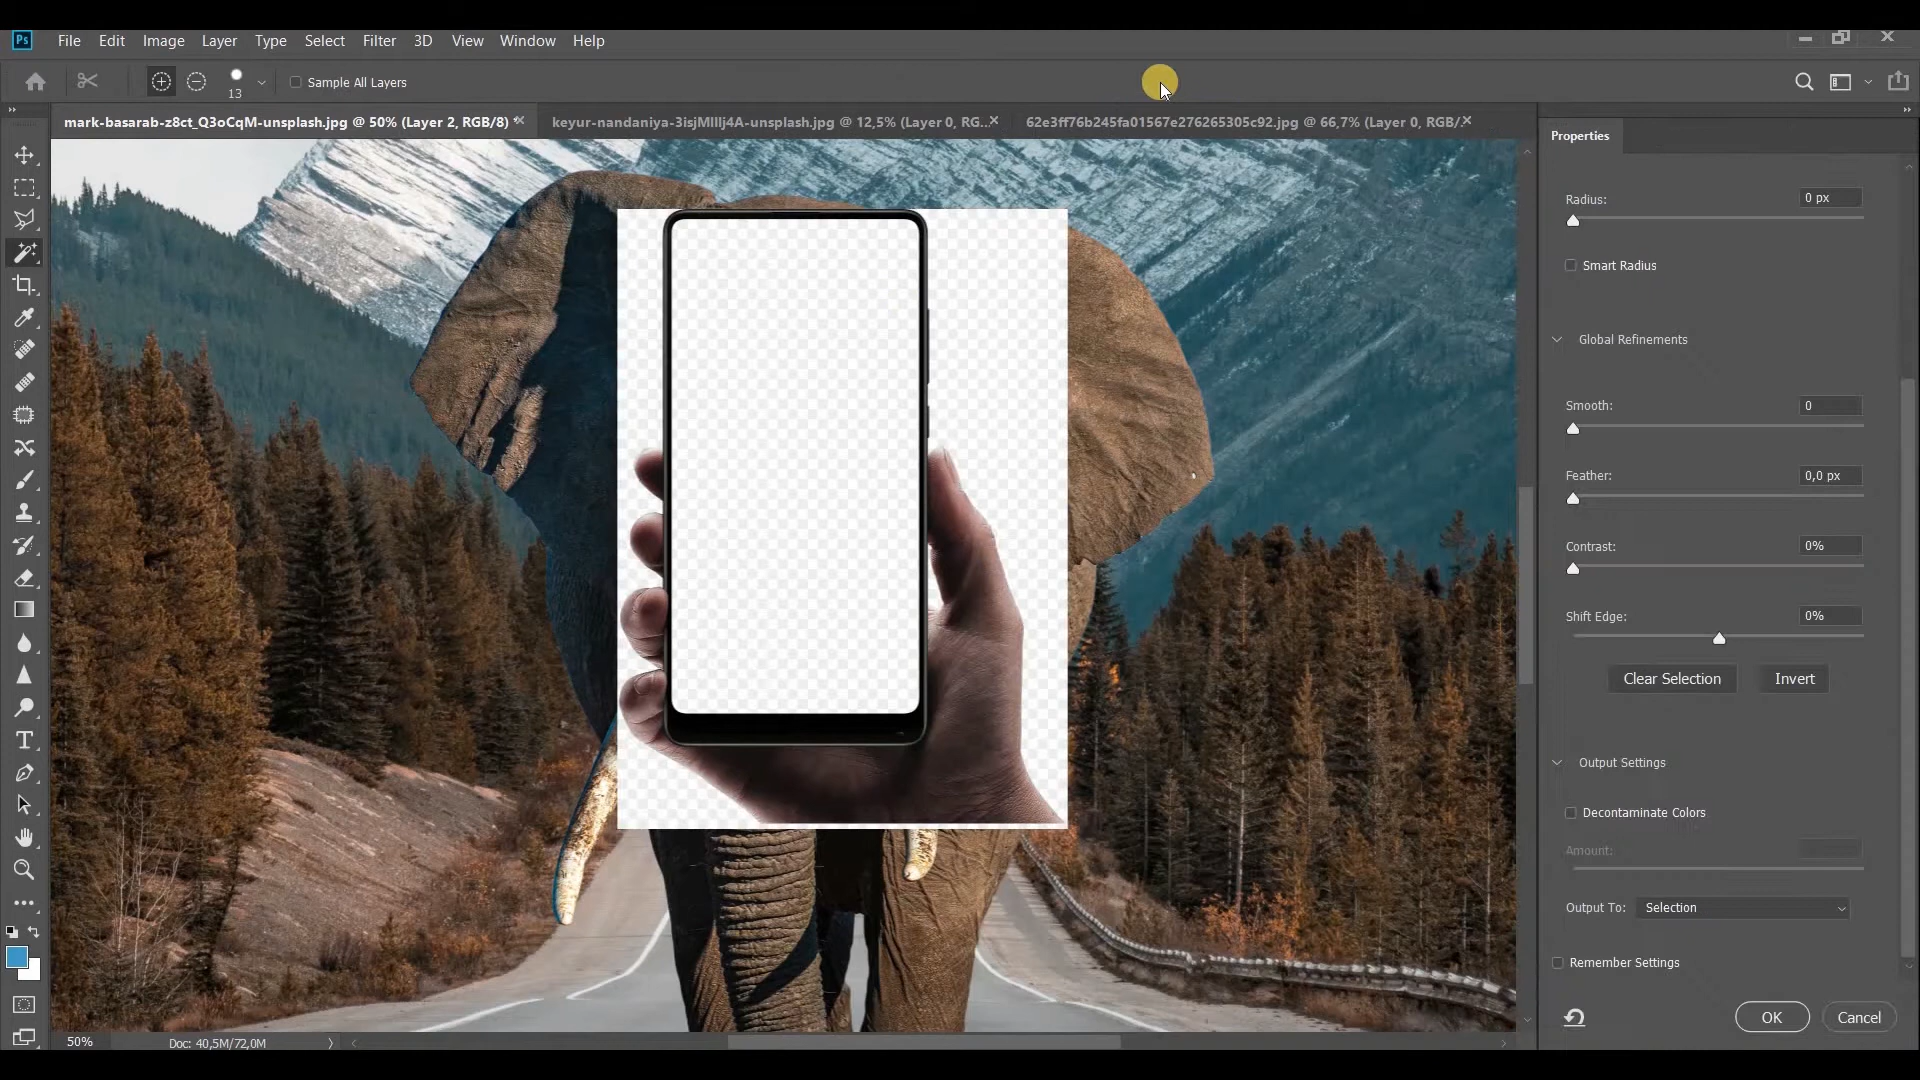 Ps File Edit Image Layer Type Select Filter 3D View Window Help
13 Sample All Layers
mark-basarab-z8ct_Q3oCqM-unsplash.jpg @ 50% (Layer 2, RGB/8) *
keyur-nandaniya-3isjMlllj4A-unsplash.jpg @ 12,5% (Layer 0, RG...
62e3ff76b245fa01567e276265305c92.jpg @ 66,7% (Layer 0, RGB/...
Properties
Radius: 0 px
Smart Radius
Global Refinements
Smooth: 0
Feather: 0,0 px
Contrast: 0%
Shift Edge: 0%
Clear Selection Invert
Output Settings
Decontaminate Colors
Amount:
Output To: Selection
Remember Settings
OK Cancel
50% Doc: 40,5M/72,0M